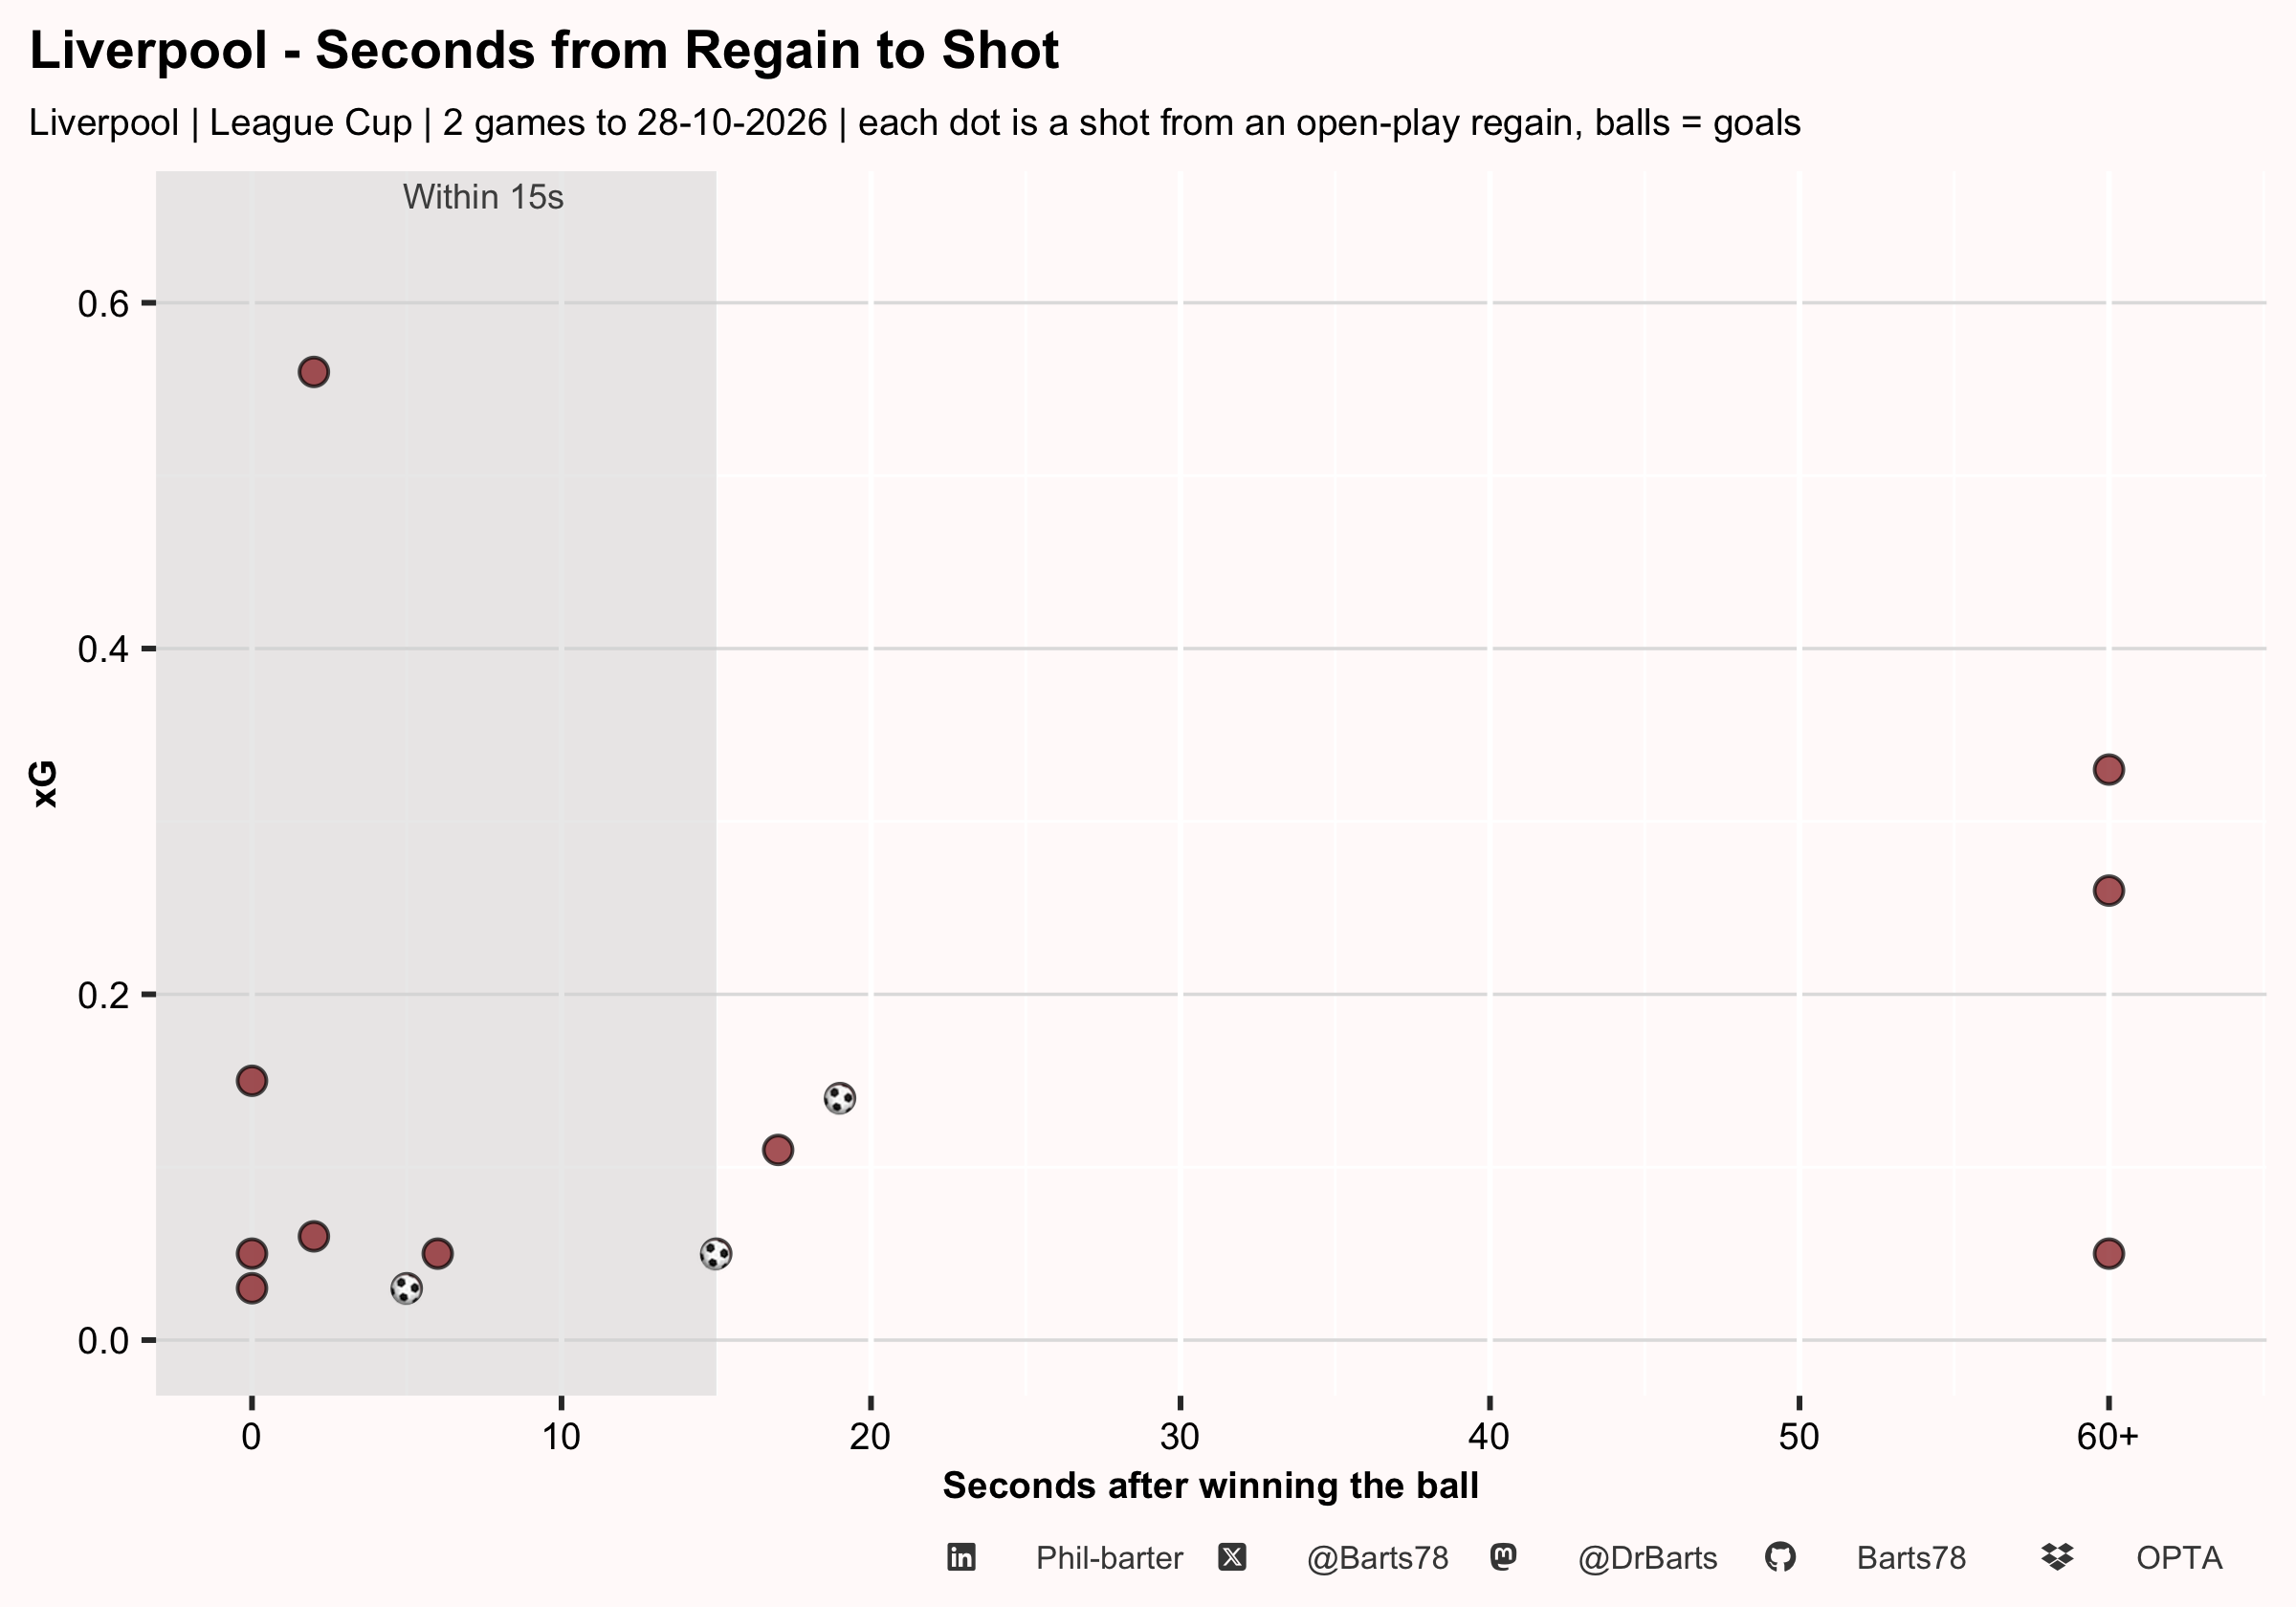 Liverpool - Seconds from Regain to Shot
Liverpool | League Cup | 2 games to 28-10-2026 | each dot is a shot from an open-play regain, balls = goals
Within 15s
0.6
0.4
0.2
0.0
xG
0 10 20 30 40 50 60+
Seconds after winning the ball
Phil-barter @Barts78 @DrBarts Barts78 OPTA